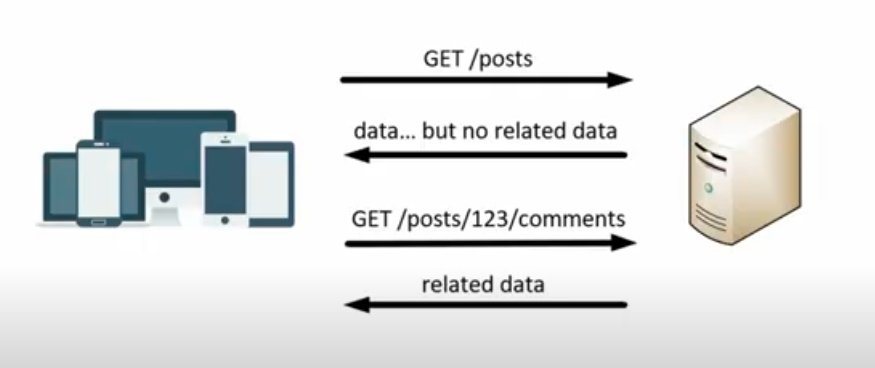 GET /posts
data... but no related data
GET /posts/123/comments
related data